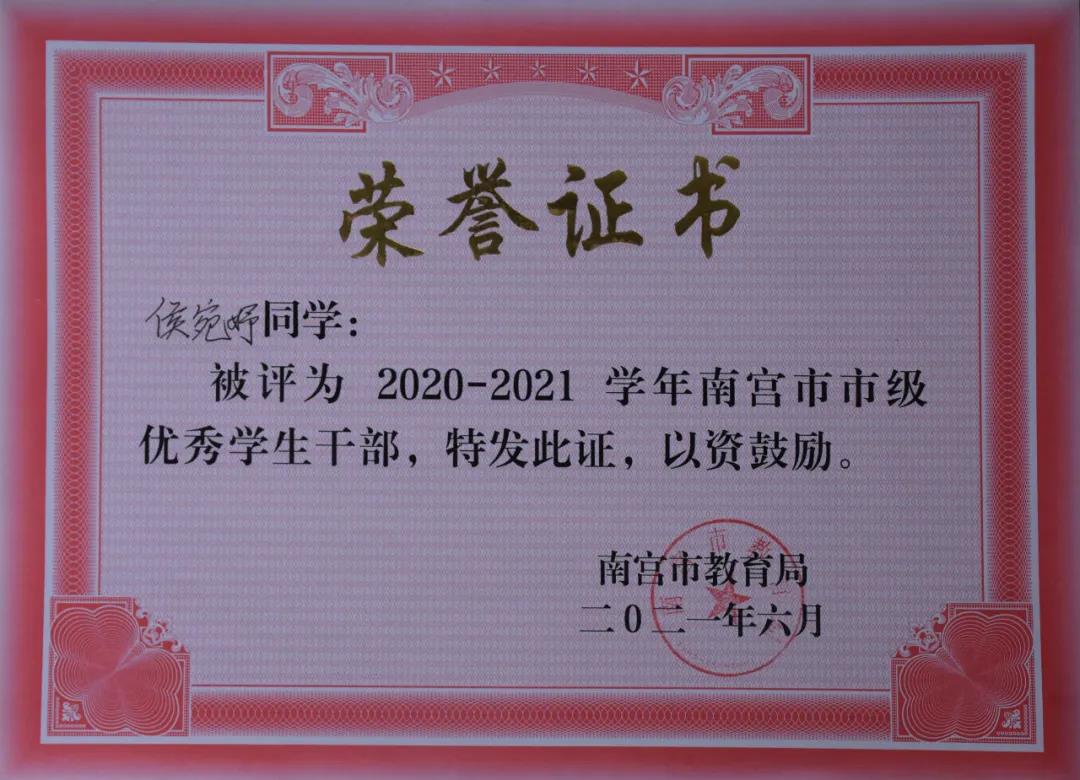 荣誉证书
侯宛妤同学：
被评为 2020-2021 学年南宫市市级
优秀学生干部，特发此证，以资鼓励。
南宫市教育局
二0二一年六月